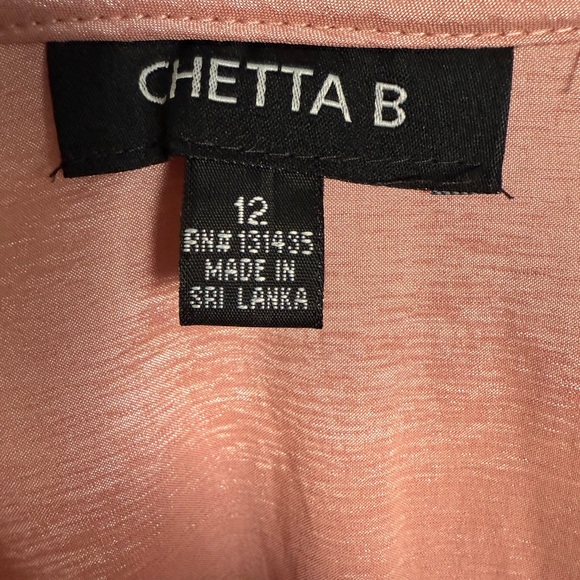 CHETTA B
12
RN# 131435
MADE IN
SRI LANKA